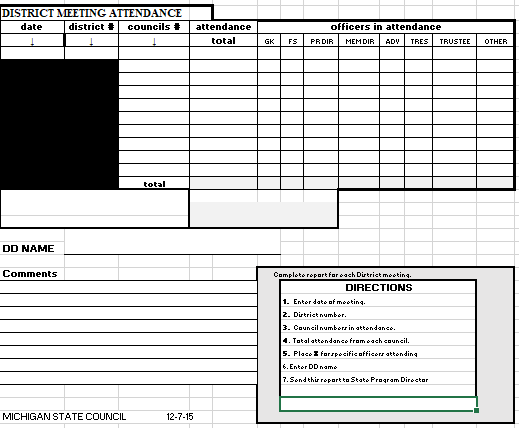 DISTRICT MEETING ATTENDANCE
date district # councils # attendance officers in attendance
↓ ↓ ↓ total GK FS PR DIR MEM DIR ADV TRES TRUSTEE OTHER
total
DD NAME
Comments
Complete report for each District meeting.
DIRECTIONS
1. Enter date of meeting.
2. District number.
3. Council numbers in attendance.
4. Total attendance from each council.
5. Place X for specific officers attending
6. Enter DD name
7. Send this report to State Program Director
MICHIGAN STATE COUNCIL 12-7-15